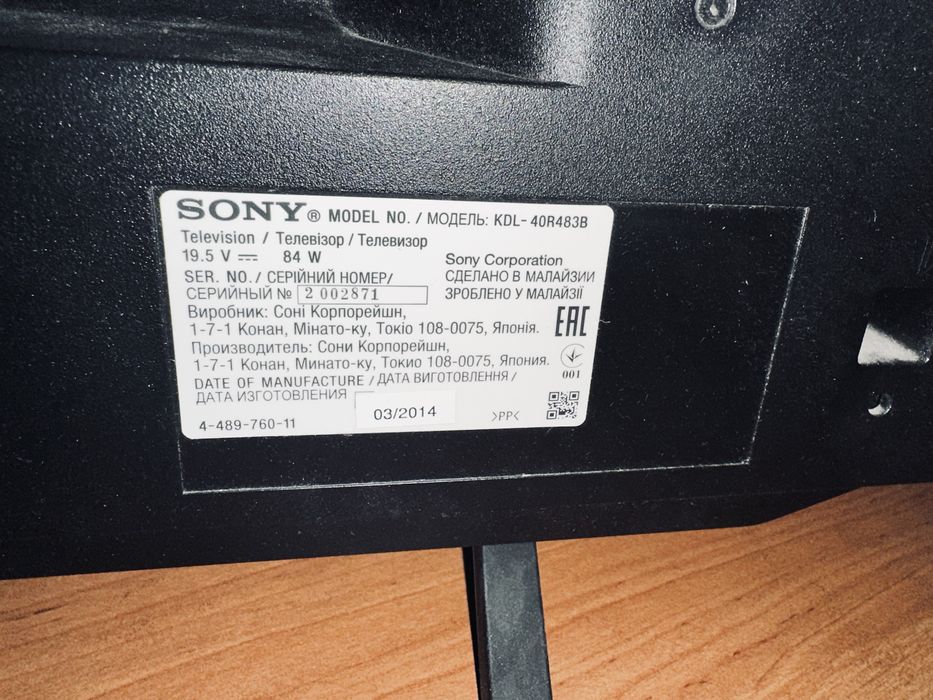 SONY® MODEL NO. / МОДЕЛЬ: KDL-40R483B
Television / Телевізор / Телевизор
19.5 V ⎓ 84 W
Sony Corporation
SER. NO. / СЕРІЙНИЙ НОМЕР/
СДЕЛАНО В МАЛАЙЗИИ
СЕРИЙНЫЙ № 2 002871
ЗРОБЛЕНО У МАЛАЙЗІЇ
Виробник: Соні Корпорейшн,
1-7-1 Конан, Мінато-ку, Токіо 108-0075, Японія.
EAC
Производитель: Сони Корпорейшн,
1-7-1 Конан, Минато-ку, Токио 108-0075, Япония.
001
DATE OF MANUFACTURE / ДАТА ВИГОТОВЛЕННЯ /
ДАТА ИЗГОТОВЛЕНИЯ
03/2014
4-489-760-11
>PP<